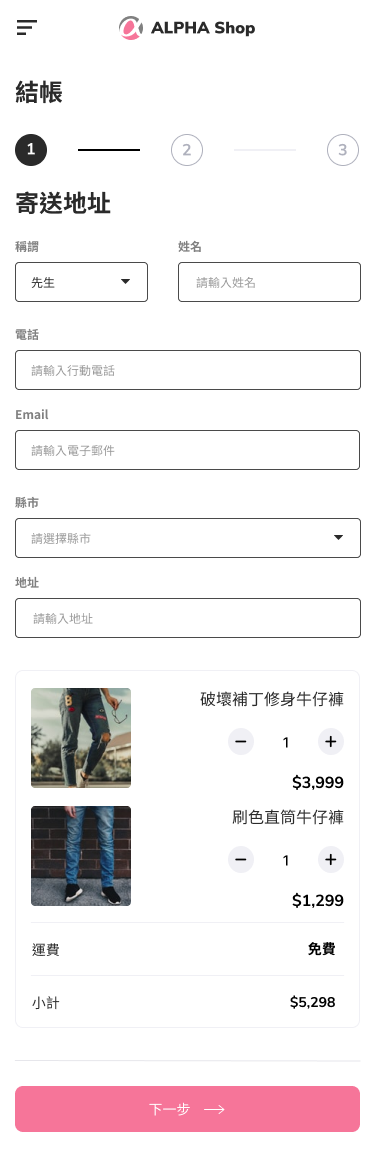 ALPHA Shop
結帳
1 2 3
寄送地址
稱謂 姓名
先生 請輸入姓名
電話
請輸入行動電話
Email
請輸入電子郵件
縣市
請選擇縣市
地址
請輸入地址
破壞補丁修身牛仔褲
1
$3,999
刷色直筒牛仔褲
1
$1,299
運費 免費
小計 $5,298
下一步